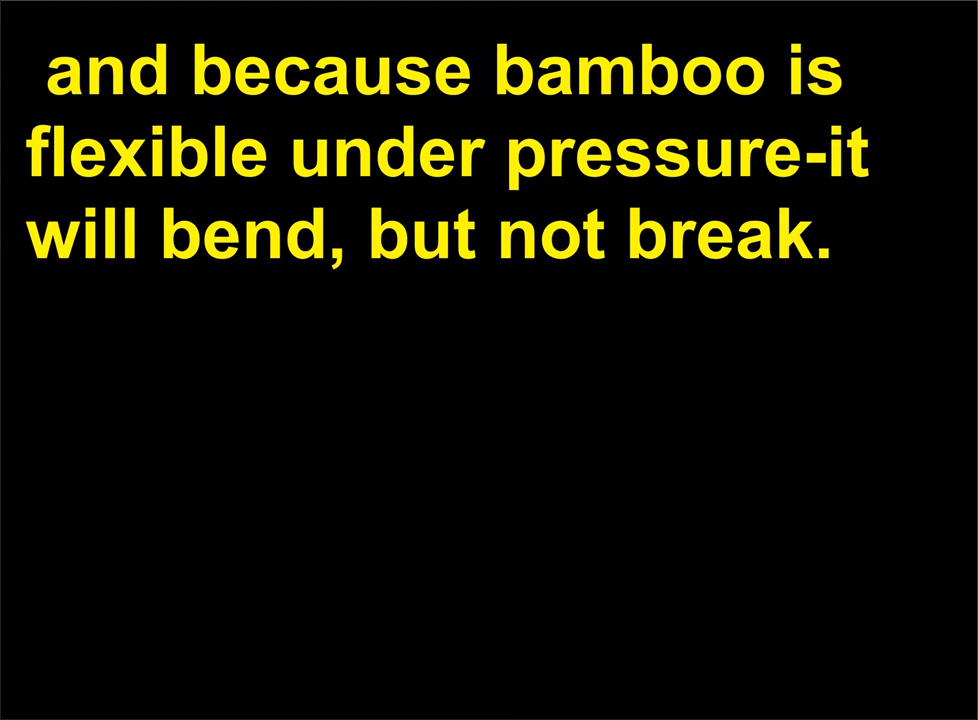 and because bamboo is
flexible under pressure-it
will bend, but not break.